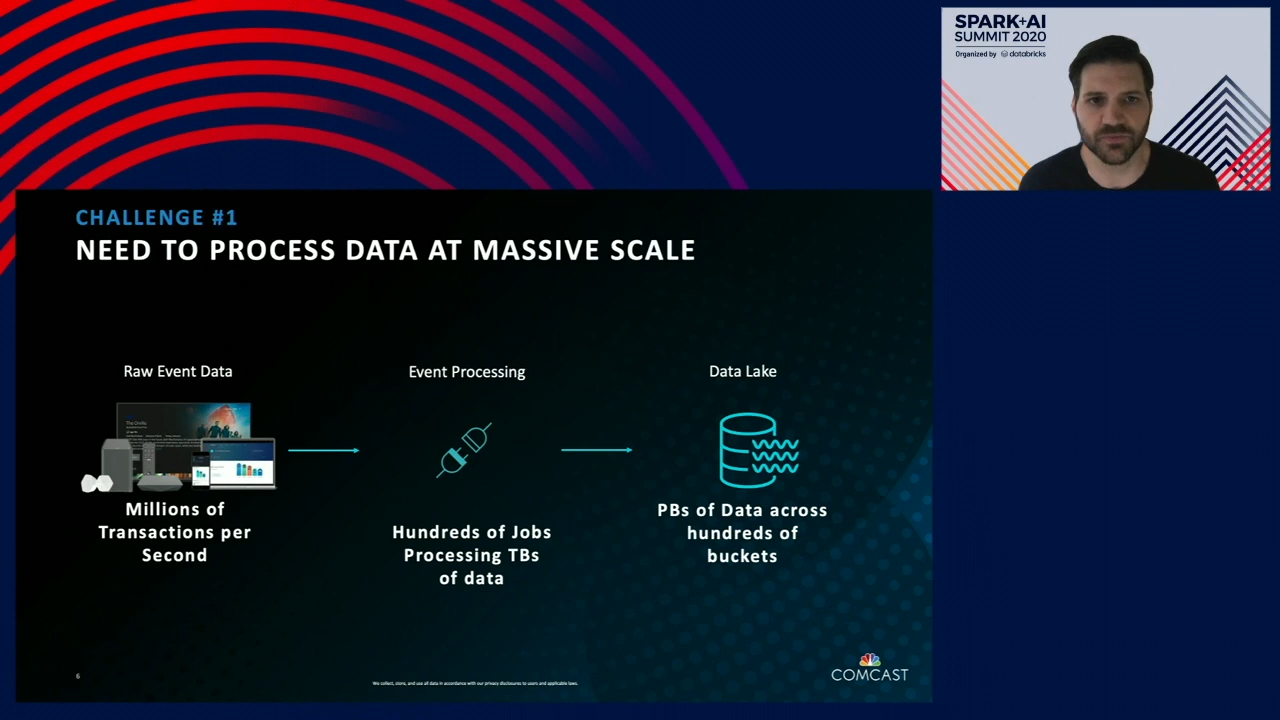 SPARK+AI
SUMMIT 2020
Organized by databricks
CHALLENGE #1
NEED TO PROCESS DATA AT MASSIVE SCALE
Raw Event Data
Event Processing
Data Lake
Millions of
Transactions per
Second
Hundreds of Jobs
Processing TBs
of data
PBs of Data across
hundreds of
buckets
6
We collect, store, and use all data in accordance with our privacy disclosures to users and applicable laws.
COMCAST